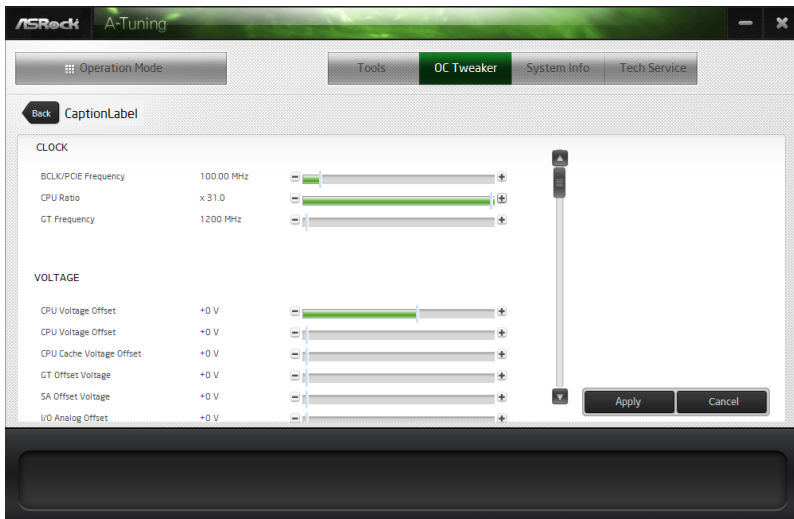 ASRock A-Tuning
Operation Mode Tools OC Tweaker System Info Tech Service
Back CaptionLabel
CLOCK
BCLK/PCIE Frequency 100.00 MHz
CPU Ratio x 31.0
GT Frequency 1200 MHz
VOLTAGE
CPU Voltage Offset +0 V
CPU Voltage Offset +0 V
CPU Cache Voltage Offset +0 V
GT Offset Voltage +0 V
SA Offset Voltage +0 V
I/O Analog Offset +0 V
Apply Cancel